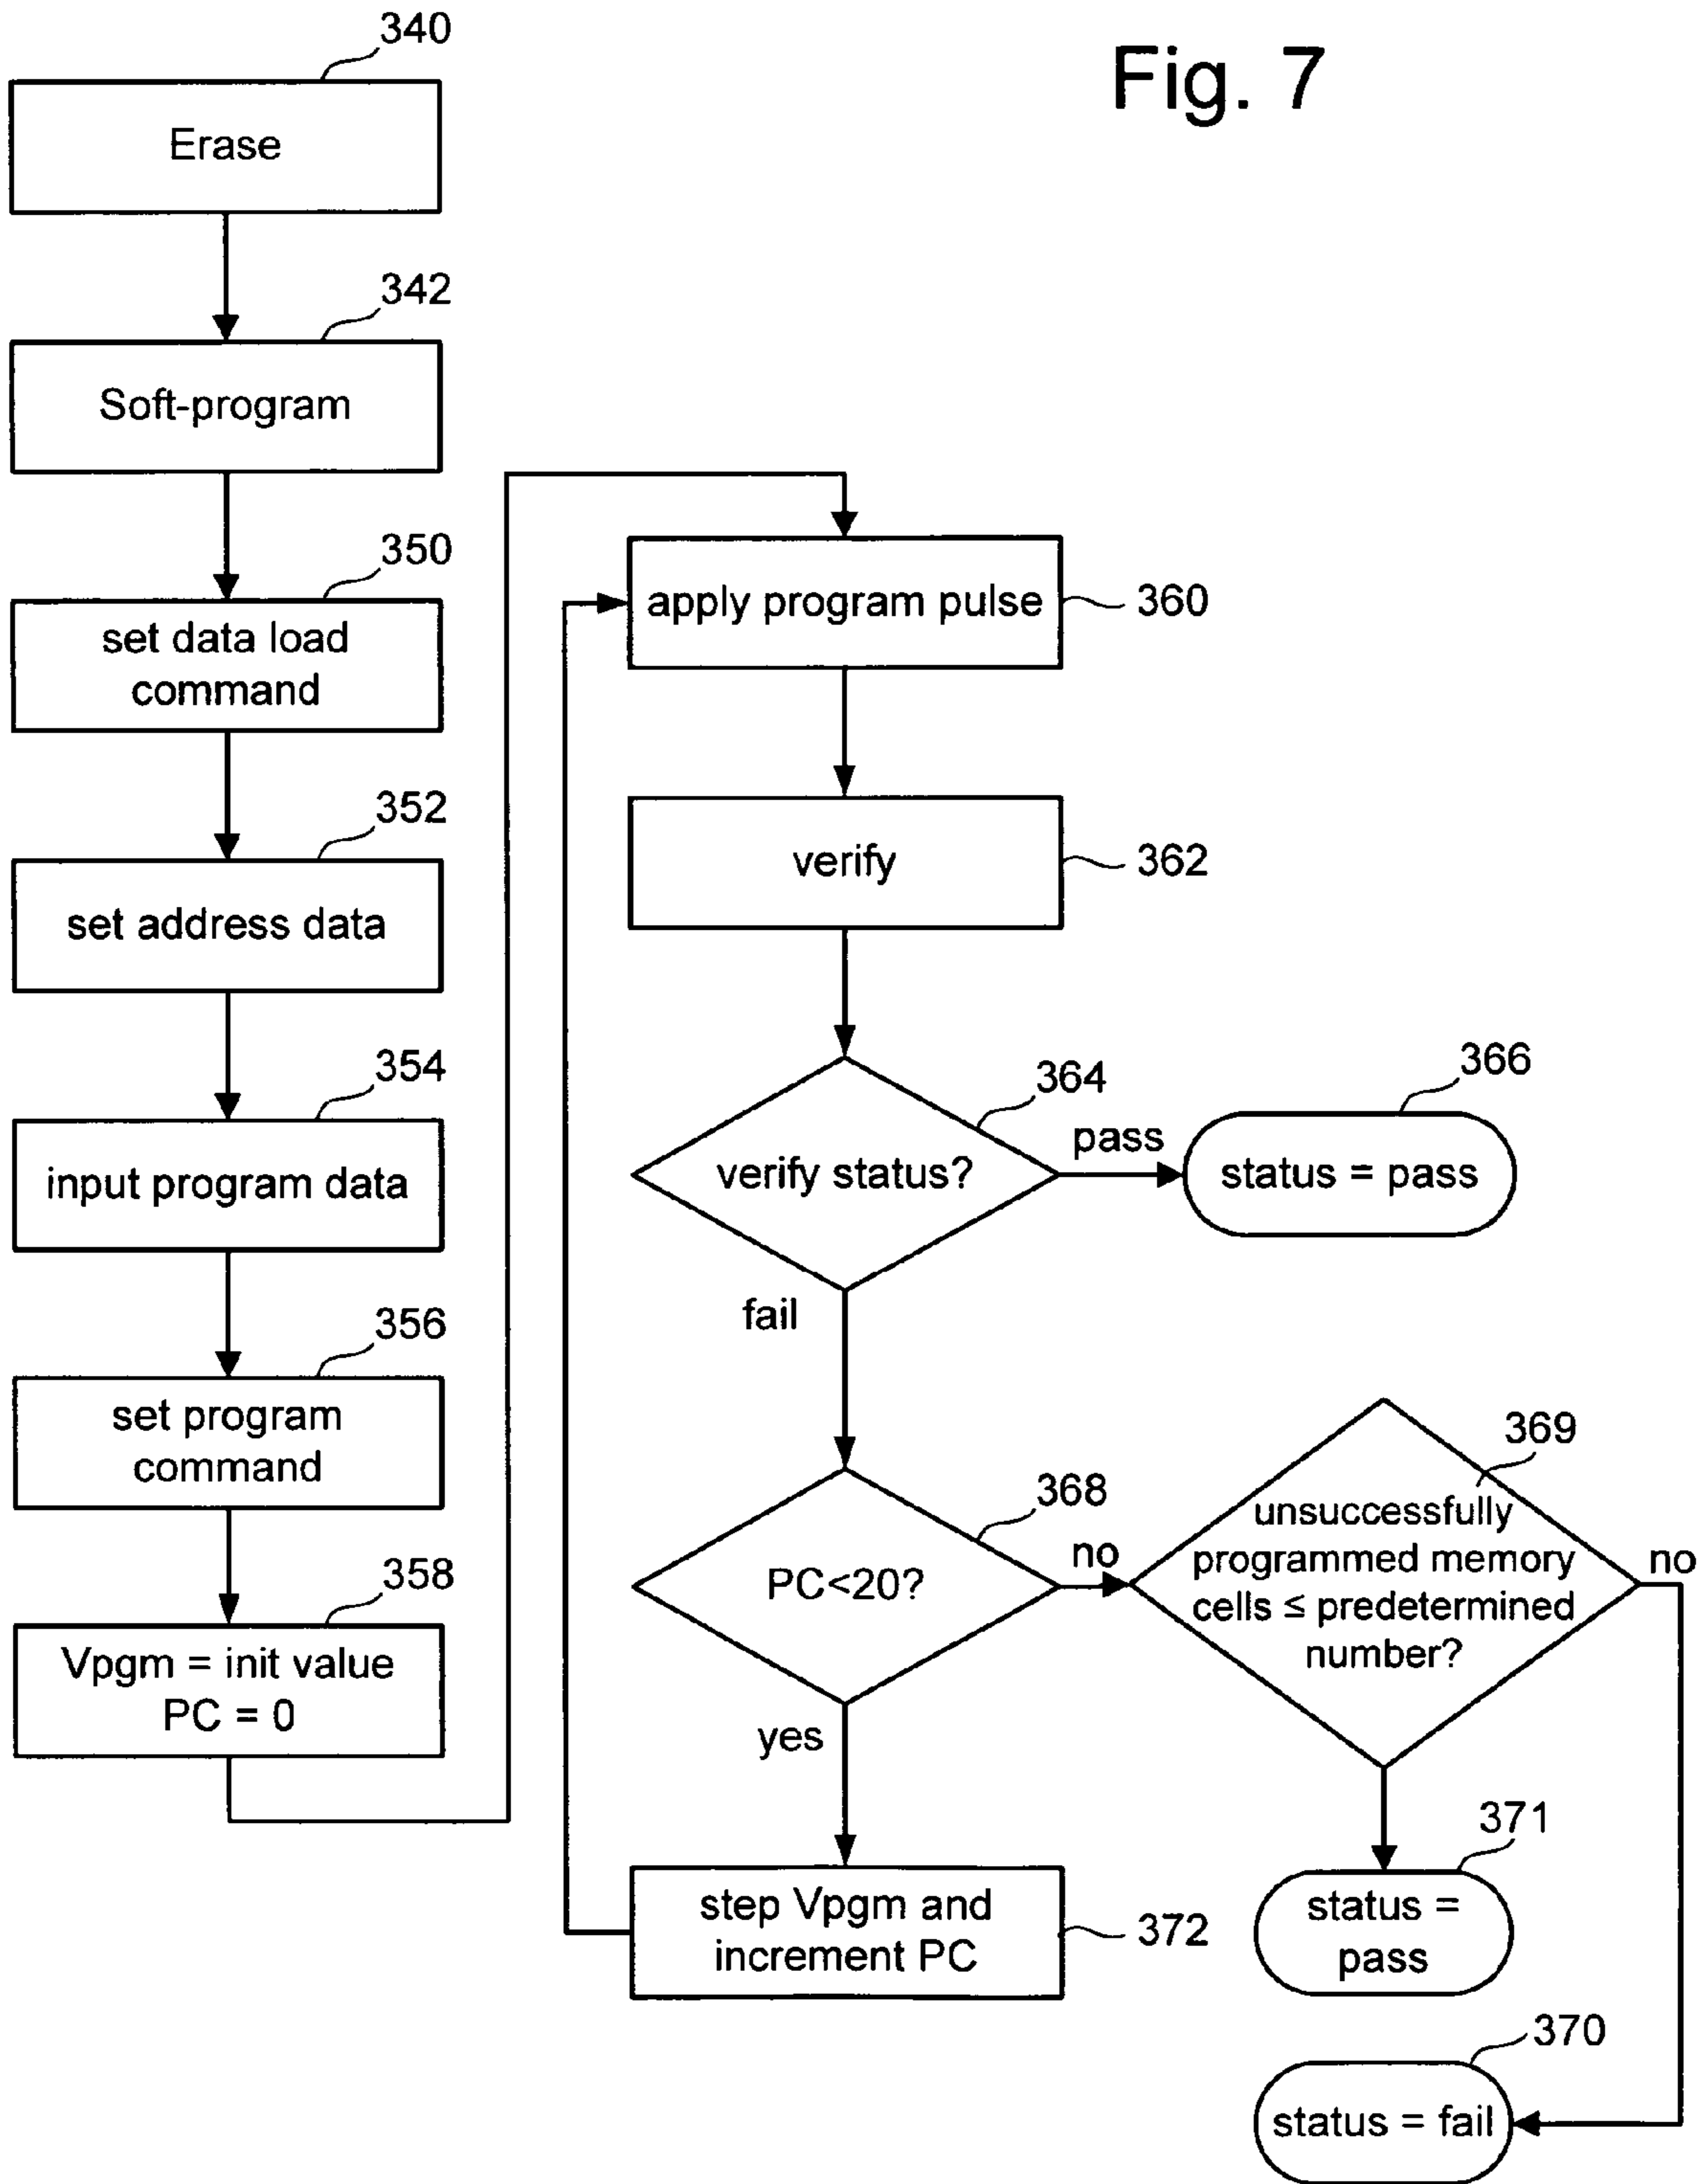 Fig. 7
340
Erase
342
Soft-program
350
set data load
command
352
set address data
354
input program data
356
set program
command
358
Vpgm = init value
PC = 0
apply program pulse
360
verify
362
364
verify status?
pass
366
status = pass
fail
368
PC<20?
no
369
unsuccessfully
programmed memory
cells ≤ predetermined
number?
no
yes
step Vpgm and
increment PC
372
371
status =
pass
370
status = fail